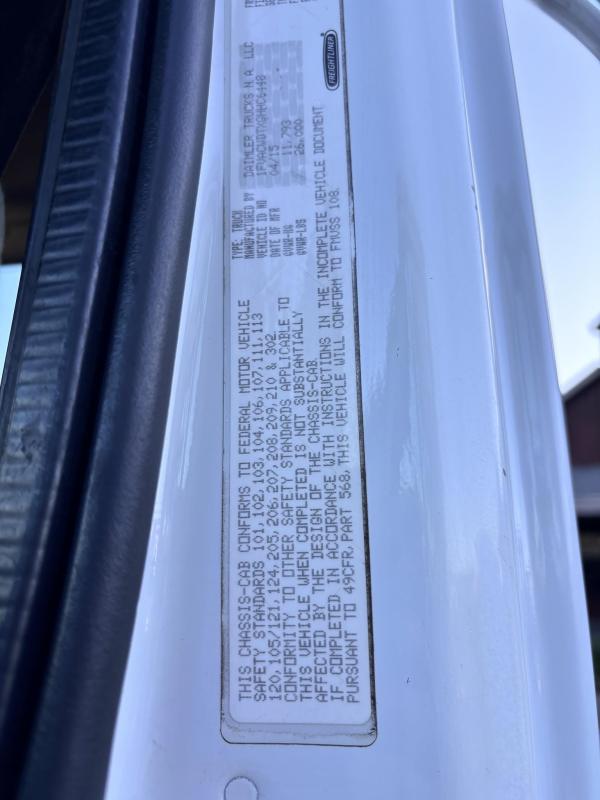 THIS CHASSIS-CAB CONFORMS TO FEDERAL MOTOR VEHICLE
SAFETY STANDARDS 101, 102, 103, 104, 106, 107, 111, 113
120, 105/121, 124, 205, 206, 207, 208, 209, 210 & 302.
CONFORMITY TO OTHER SAFETY STANDARDS APPLICABLE TO
THIS VEHICLE WHEN COMPLETED IS NOT SUBSTANTIALLY
AFFECTED BY THE DESIGN OF THE CHASSIS-CAB.
IF COMPLETED IN ACCORDANCE WITH INSTRUCTIONS IN THE INCOMPLETE VEHICLE DOCUMENT
PURSUANT TO 49CFR, PART 568, THIS VEHICLE WILL CONFORM TO FMVSS 108.
TYPE: TRUCK
MANUFACTURED BY DAIMLER TRUCKS N.A. LLC
VEHICLE ID NO
DATE OF MFR 04/15
GVWR-KG 11,793
GVWR-LBS 26,000
FREIGHTLINER